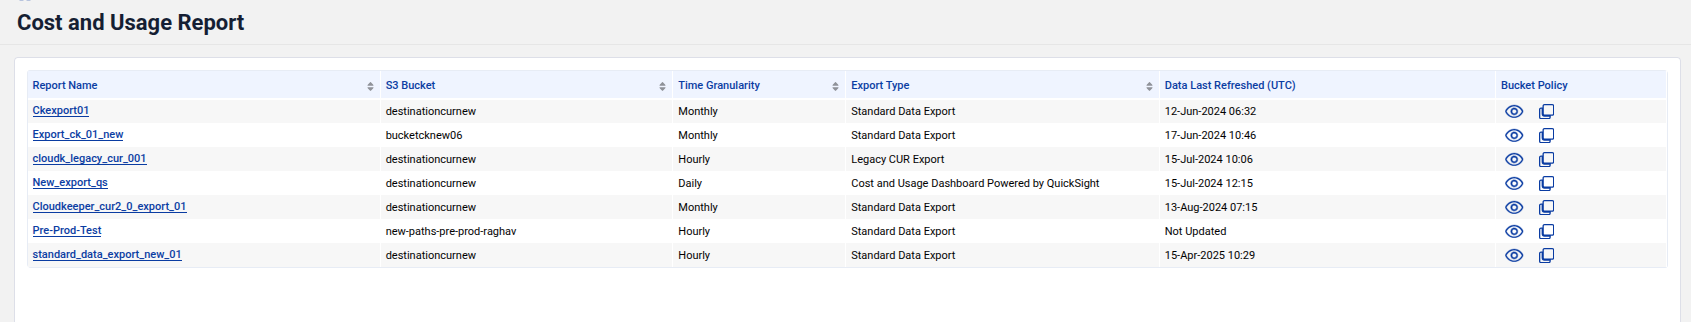 Cost and Usage Report
Report Name S3 Bucket Time Granularity Export Type Data Last Refreshed (UTC) Bucket Policy
Ckexport01 destinationcurnew Monthly Standard Data Export 12-Jun-2024 06:32
Export_ck_01_new bucketcknew06 Monthly Standard Data Export 17-Jun-2024 10:46
cloudk_legacy_cur_001 destinationcurnew Hourly Legacy CUR Export 15-Jul-2024 10:06
New_export_qs destinationcurnew Daily Cost and Usage Dashboard Powered by QuickSight 15-Jul-2024 12:15
Cloudkeeper_cur2_0_export_01 destinationcurnew Monthly Standard Data Export 13-Aug-2024 07:15
Pre-Prod-Test new-paths-pre-prod-raghav Hourly Standard Data Export Not Updated
standard_data_export_new_01 destinationcurnew Hourly Standard Data Export 15-Apr-2025 10:29